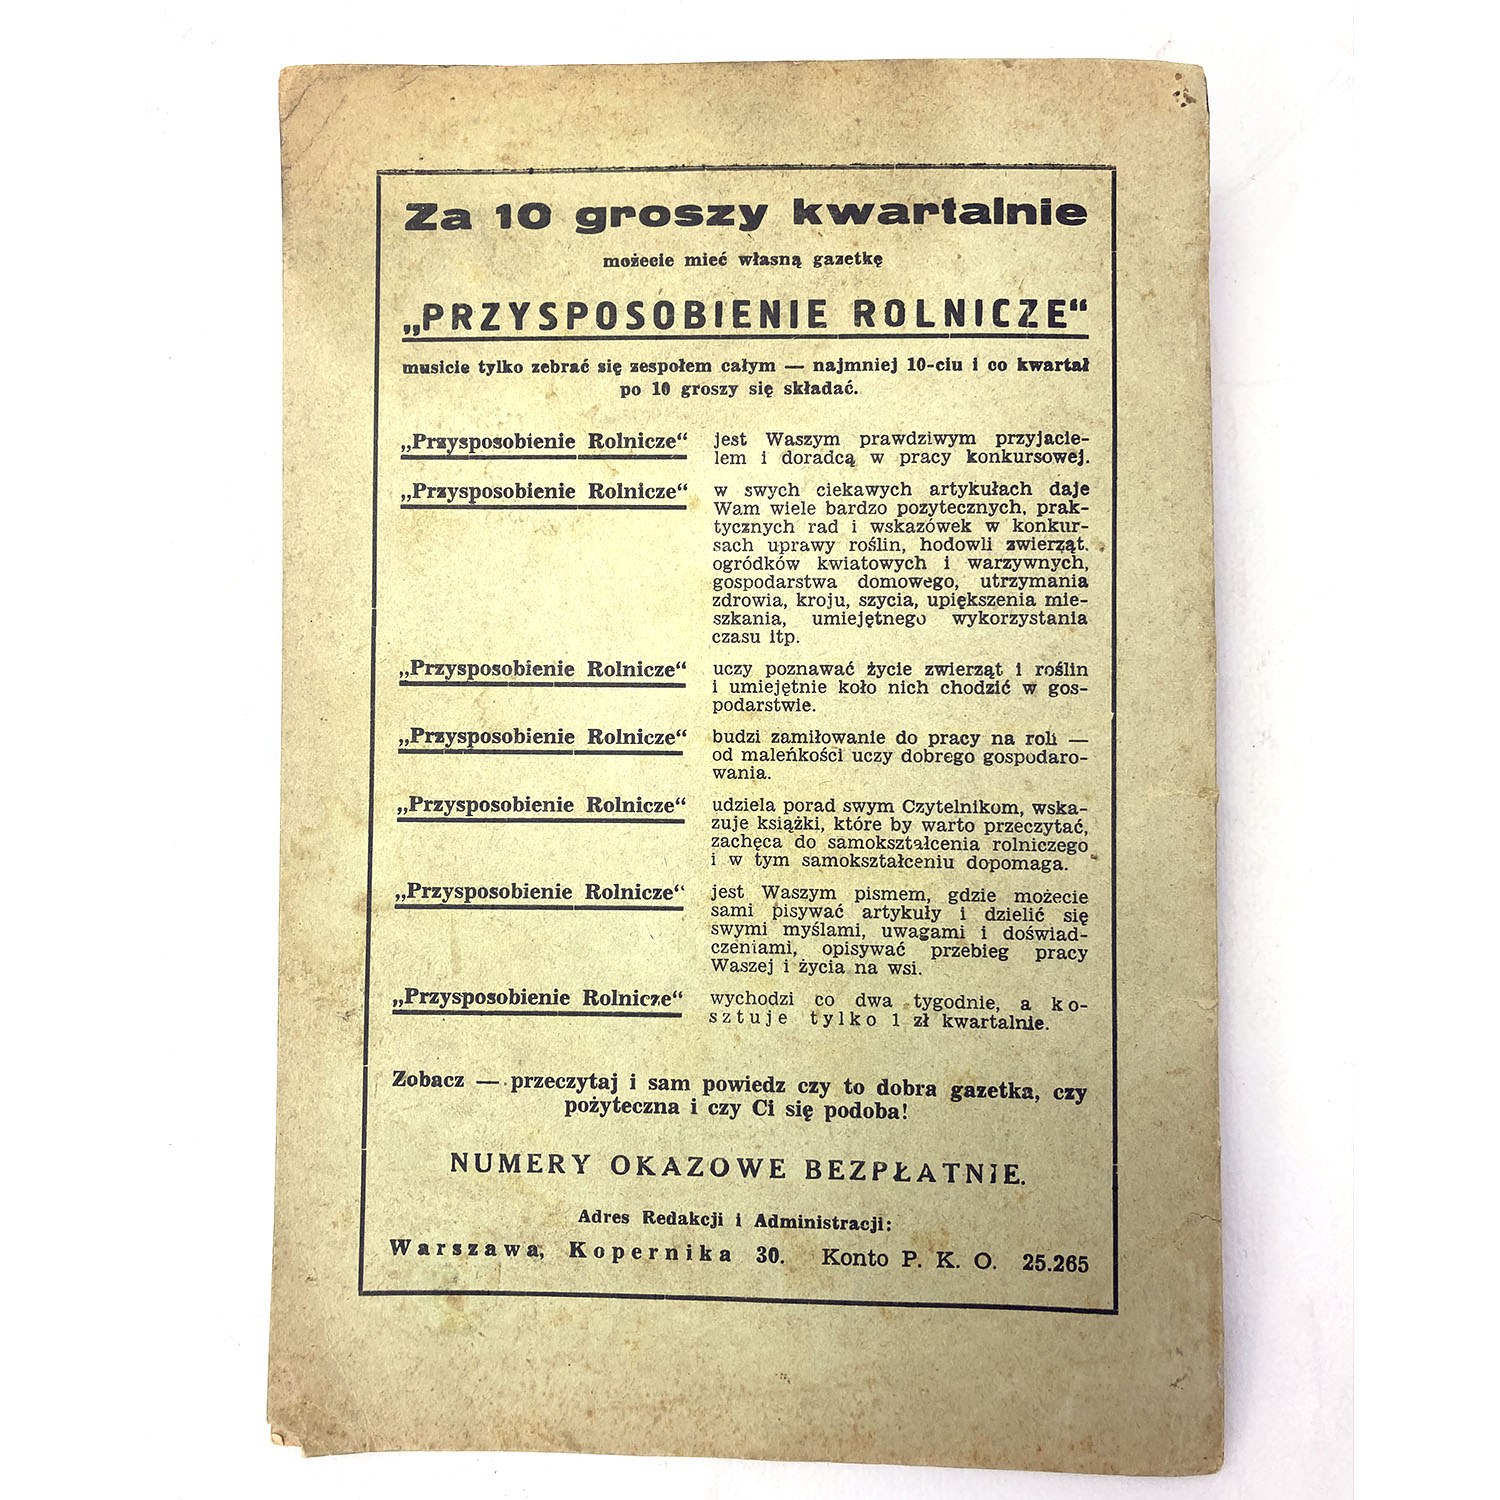 Za 10 groszy kwartalnie
możecie mieć własną gazetkę
„PRZYSPOSOBIENIE ROLNICZE“
musicie tylko zebrać się zespołem całym — najmniej 10-ciu i co kwartał
po 10 groszy się składać.
„Przysposobienie Rolnicze“ jest Waszym prawdziwym przyjacie-
lem i doradcą w pracy konkursowej.
„Przysposobienie Rolnicze“ w swych ciekawych artykułach daje
Wam wiele bardzo pozytecznych, prak-
tycznych rad i wskazówek w konkur-
sach uprawy roślin, hodowli zwierząt.
ogródków kwiatowych i warzywnych,
gospodarstwa domowego, utrzymania
zdrowia, kroju, szycia, upiększenia mie-
szkania, umiejętnego wykorzystania
czasu itp.
„Przysposobienie Rolnicze“ uczy poznawać życie zwierząt i roślin
i umiejętnie koło nich chodzić w gos-
podarstwie.
„Przysposobienie Rolnicze“ budzi zamiłowanie do pracy na roli —
od maleńkości uczy dobrego gospodaro-
wania.
„Przysposobienie Rolnicze“ udziela porad swym Czytelnikom, wska-
zuje książki, które by warto przeczytać,
zachęca do samokształcenia rolniczego
i w tym samokształceniu dopomaga.
„Przysposobienie Rolnicze“ jest Waszym pismem, gdzie możecie
sami pisywać artykuły i dzielić się
swymi myślami, uwagami i doświad-
czeniami, opisywać przebieg pracy
Waszej i życia na wsi.
„Przysposobienie Rolnicze“ wychodzi co dwa tygodnie, a ko-
sztuje tylko 1 zł kwartalnie.
Zobacz — przeczytaj i sam powiedz czy to dobra gazetka, czy
pożyteczna i czy Ci się podoba!
NUMERY OKAZOWE BEZPŁATNIE.
Adres Redakcji i Administracji:
Warszawa, Kopernika 30. Konto P. K. O. 25.265